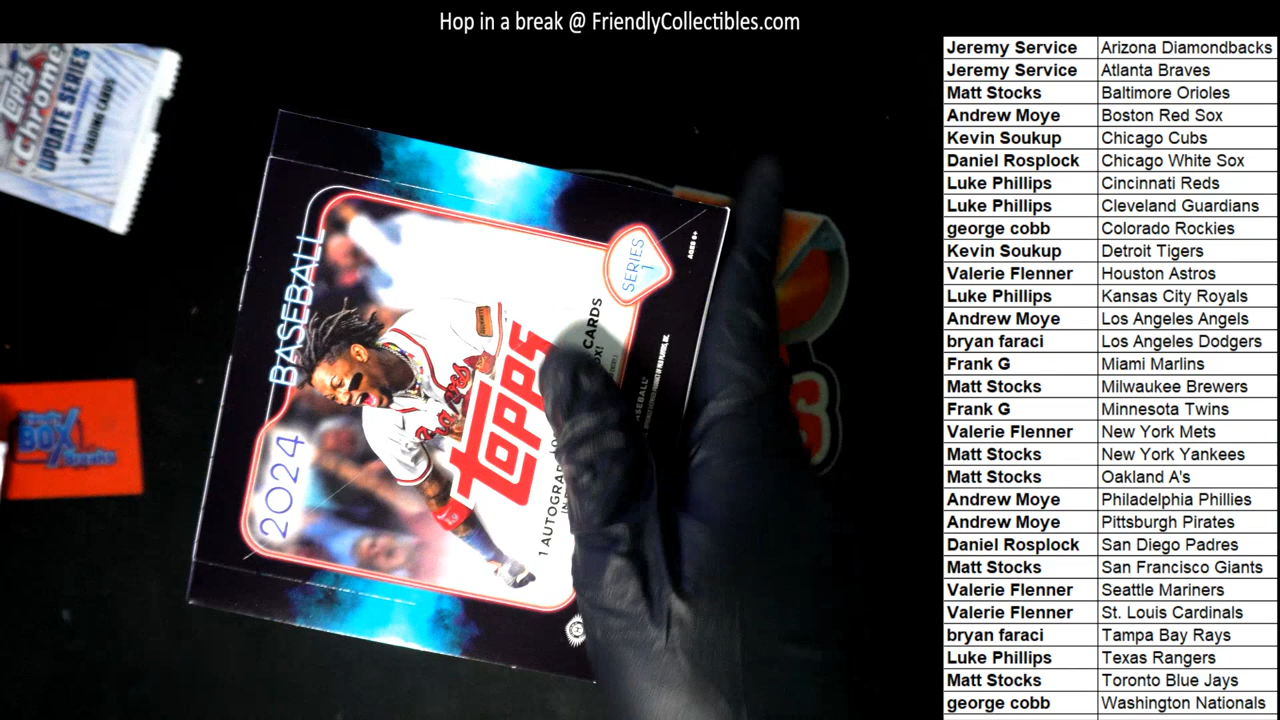 Hop in a break @ FriendlyCollectibles.com
Topps
Chrome
UPDATE SERIES
4 TRADING CARDS
BOX
Breaks
BASEBALL
2024
SERIES
1
AGES 6+
Braves
Topps
CARDS
1 AUTOGRAP
Jeremy Service Arizona Diamondbacks
Jeremy Service Atlanta Braves
Matt Stocks Baltimore Orioles
Andrew Moye Boston Red Sox
Kevin Soukup Chicago Cubs
Daniel Rosplock Chicago White Sox
Luke Phillips Cincinnati Reds
Luke Phillips Cleveland Guardians
george cobb Colorado Rockies
Kevin Soukup Detroit Tigers
Valerie Flenner Houston Astros
Luke Phillips Kansas City Royals
Andrew Moye Los Angeles Angels
bryan faraci Los Angeles Dodgers
Frank G Miami Marlins
Matt Stocks Milwaukee Brewers
Frank G Minnesota Twins
Valerie Flenner New York Mets
Matt Stocks New York Yankees
Matt Stocks Oakland A's
Andrew Moye Philadelphia Phillies
Andrew Moye Pittsburgh Pirates
Daniel Rosplock San Diego Padres
Matt Stocks San Francisco Giants
Valerie Flenner Seattle Mariners
Valerie Flenner St. Louis Cardinals
bryan faraci Tampa Bay Rays
Luke Phillips Texas Rangers
Matt Stocks Toronto Blue Jays
george cobb Washington Nationals